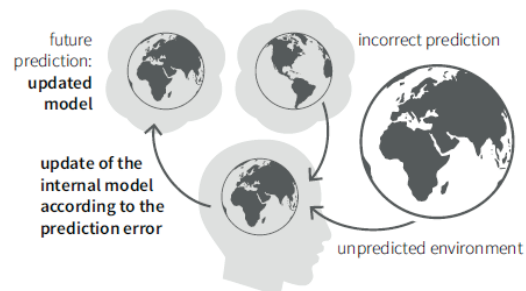 future
prediction:
updated
model
incorrect prediction
update of the
internal model
according to the
prediction error
unpredicted environment